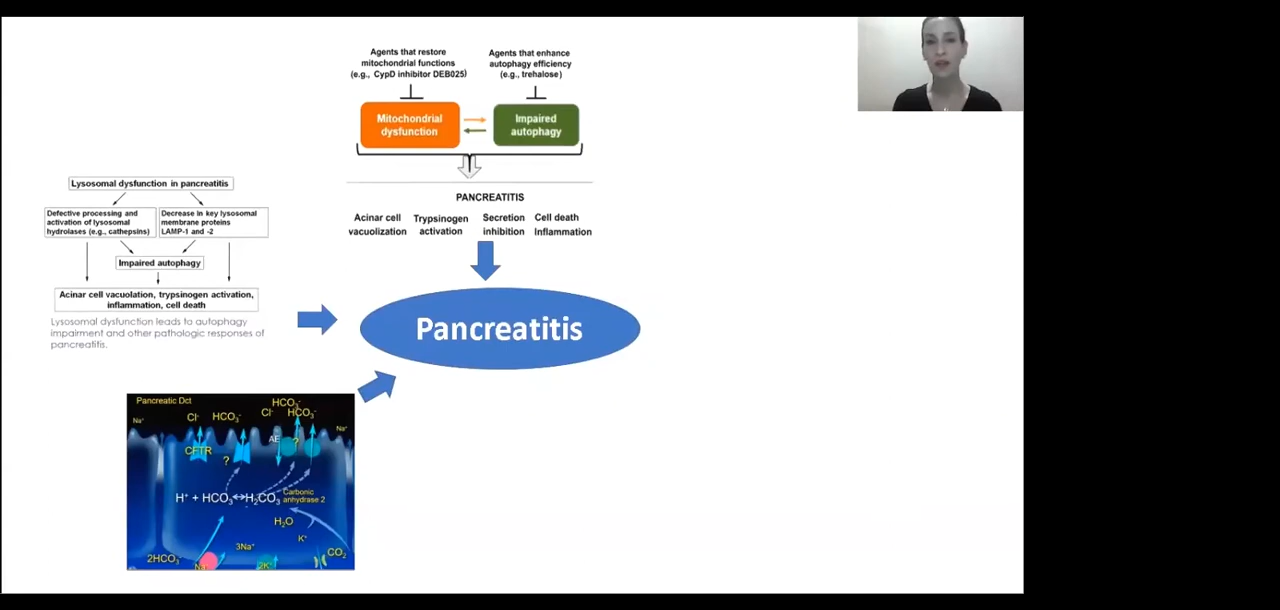 Agents that restore
mitochondrial functions
(e.g., CypD inhibitor DEB025)
Agents that enhance
autophagy efficiency
(e.g., trehalose)
Mitochondrial
dysfunction
Impaired
autophagy
PANCREATITIS
Acinar cell
vacuolization
Trypsinogen
activation
Secretion
inhibition
Cell death
Inflammation
Lysosomal dysfunction in pancreatitis
Defective processing and
activation of lysosomal
hydrolases (e.g., cathepsins)
Decrease in key lysosomal
membrane proteins
LAMP-1 and -2
Impaired autophagy
Acinar cell vacuolation, trypsinogen activation,
inflammation, cell death
Lysosomal dysfunction leads to autophagy
impairment and other pathologic responses of
pancreatitis.
Pancreatitis
Pancreatic Dct
Na⁺
Cl⁻
HCO₃⁻
Cl⁻
HCO₃⁻
HCO₃⁻
Na⁺
CFTR
?
AE
?
H⁺ + HCO₃⁻ ⇔ H₂CO₃
Carbonic
anhydrase 2
H₂O
K⁺
3Na⁺
2HCO₃⁻
CO₂
Na⁺
2K⁺